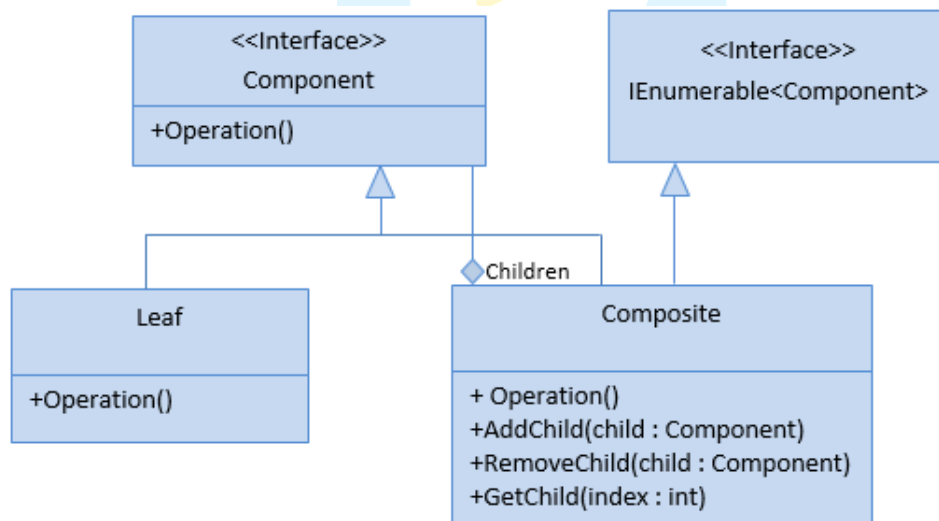 <<Interface>>
Component
+Operation()
<<Interface>>
IEnumerable<Component>
Children
Leaf
+Operation()
Composite
+ Operation()
+AddChild(child : Component)
+RemoveChild(child : Component)
+GetChild(index : int)